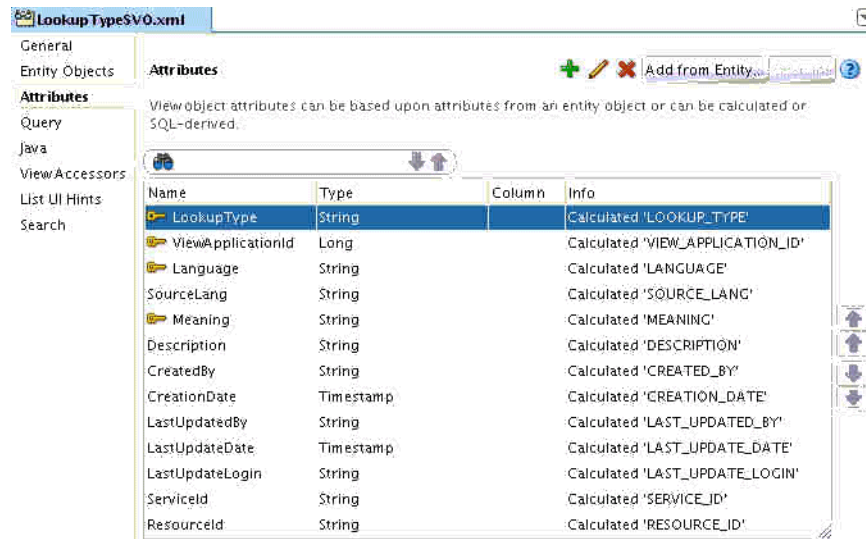 LookupTypeSVO.xml
General
Entity Objects
Attributes
Query
Java
View Accessors
List UI Hints
Search
Attributes
Add from Entity...
View object attributes can be based upon attributes from an entity object or can be calculated or
SQL-derived.
Name Type Column Info
LookupType String Calculated 'LOOKUP_TYPE'
ViewApplicationId Long Calculated 'VIEW_APPLICATION_ID'
Language String Calculated 'LANGUAGE'
SourceLang String Calculated 'SOURCE_LANG'
Meaning String Calculated 'MEANING'
Description String Calculated 'DESCRIPTION'
CreatedBy String Calculated 'CREATED_BY'
CreationDate Timestamp Calculated 'CREATION_DATE'
LastUpdatedBy String Calculated 'LAST_UPDATED_BY'
LastUpdateDate Timestamp Calculated 'LAST_UPDATE_DATE'
LastUpdateLogin String Calculated 'LAST_UPDATE_LOGIN'
ServiceId String Calculated 'SERVICE_ID'
ResourceId String Calculated 'RESOURCE_ID'